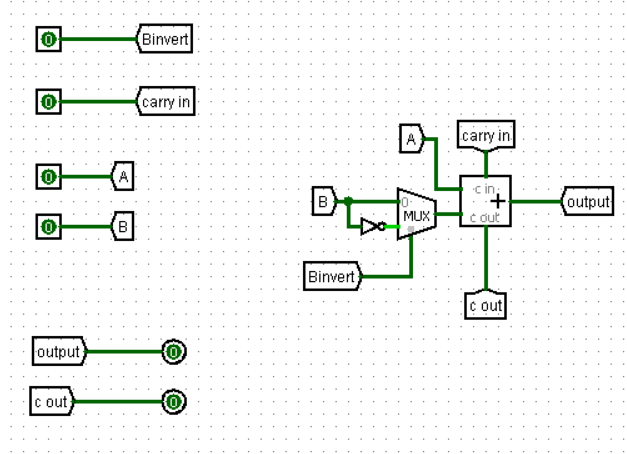 0 Binvert
0 carry in
0 A
0 B
output 0
c out 0
A
carry in
B
0
MUX
c in
+
c out
output
Binvert
c out